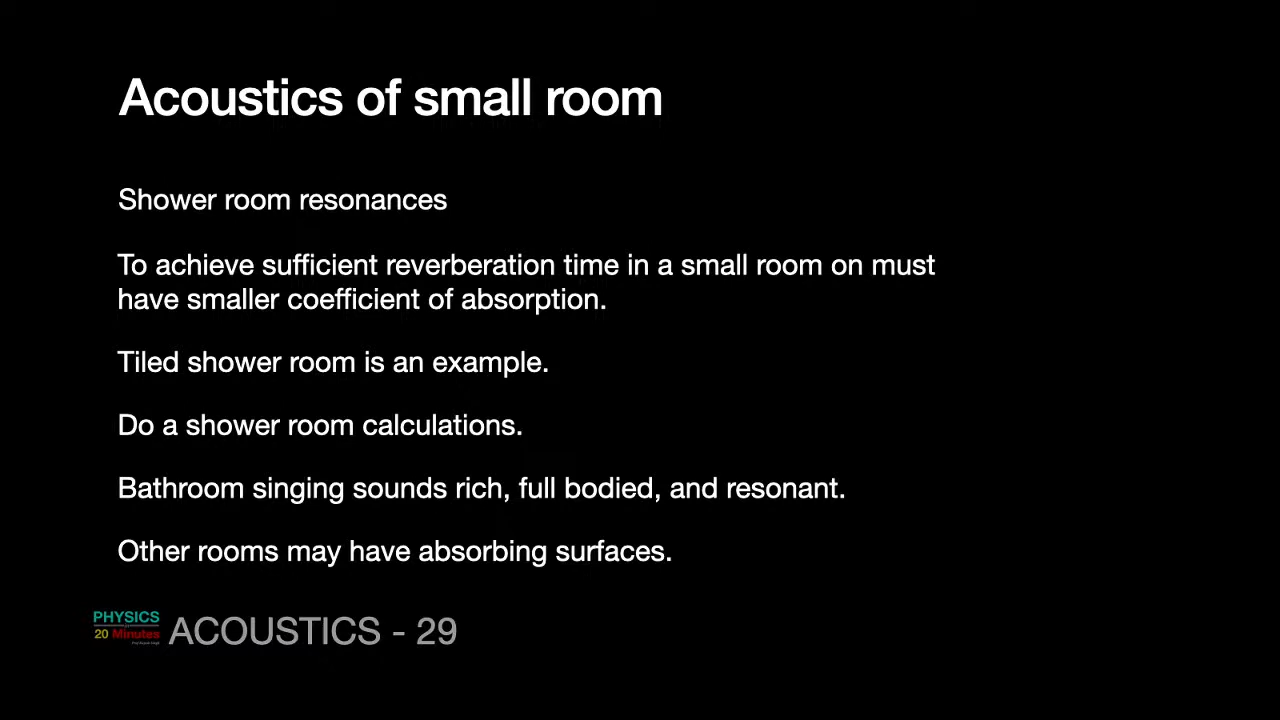 Acoustics of small room
Shower room resonances
To achieve sufficient reverberation time in a small room on must
have smaller coefficient of absorption.
Tiled shower room is an example.
Do a shower room calculations.
Bathroom singing sounds rich, full bodied, and resonant.
Other rooms may have absorbing surfaces.
PHYSICS
20 Minutes
ACOUSTICS - 29